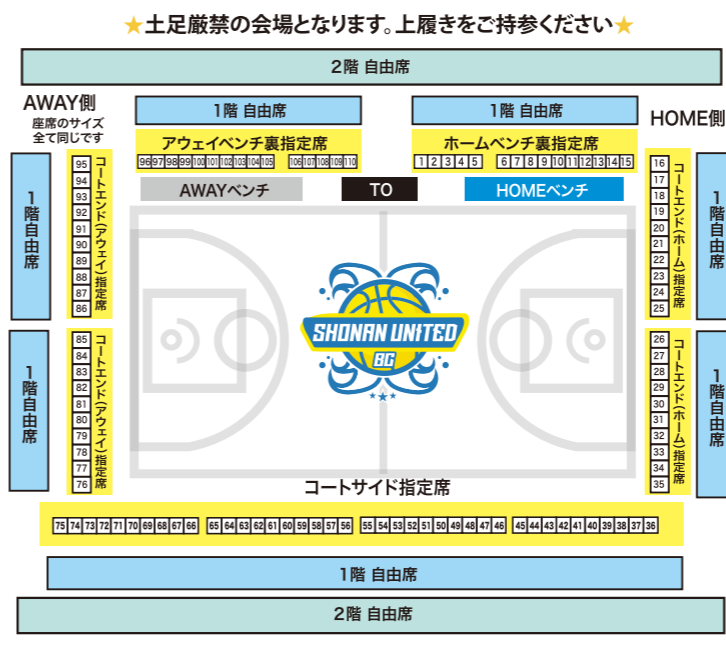 ★土足厳禁の会場となります。上履きをご持参ください★
2階 自由席
AWAY側
座席のサイズ
全て同じです
1階 自由席
1階 自由席
HOME側
アウェイベンチ裏指定席
ホームベンチ裏指定席
96 97 98 99 100 101 102 103 104 105 106 107 108 109 110
1 2 3 4 5 6 7 8 9 10 11 12 13 14 15
AWAYベンチ
TO
HOMEベンチ
1階自由席
95 94 93 92 91 90 89 88 87 86
コートエンド(アウェイ)指定席
16 17 18 19 20 21 22 23 24 25
コートエンド(ホーム)指定席
1階自由席
SHONAN UNITED
BC
1階自由席
85 84 83 82 81 80 79 78 77 76
コートエンド(アウェイ)指定席
26 27 28 29 30 31 32 33 34 35
コートエンド(ホーム)指定席
1階自由席
コートサイド指定席
75 74 73 72 71 70 69 68 67 66 65 64 63 62 61 60 59 58 57 56 55 54 53 52 51 50 49 48 47 46 45 44 43 42 41 40 39 38 37 36
1階 自由席
2階 自由席